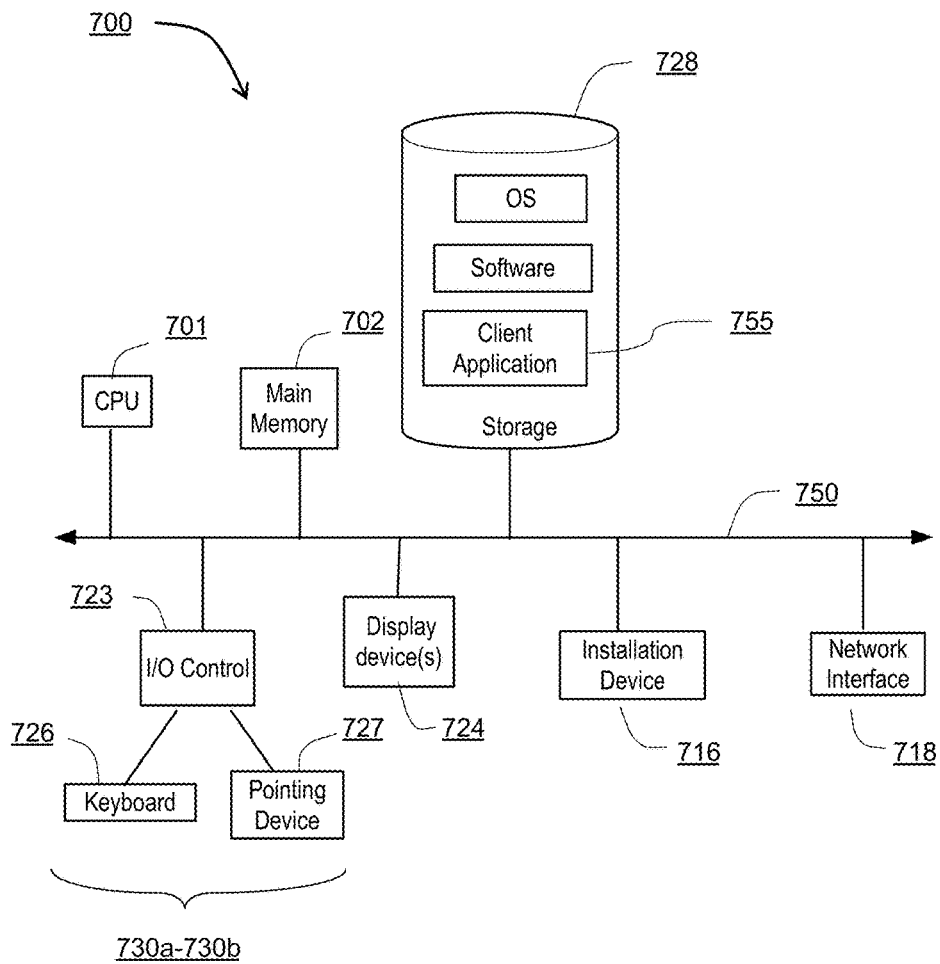 700
728
OS
Software
Client
Application
755
Storage
701
CPU
702
Main
Memory
750
723
I/O Control
Display
device(s)
724
Installation
Device
716
Network
Interface
718
726
Keyboard
727
Pointing
Device
730a-730b